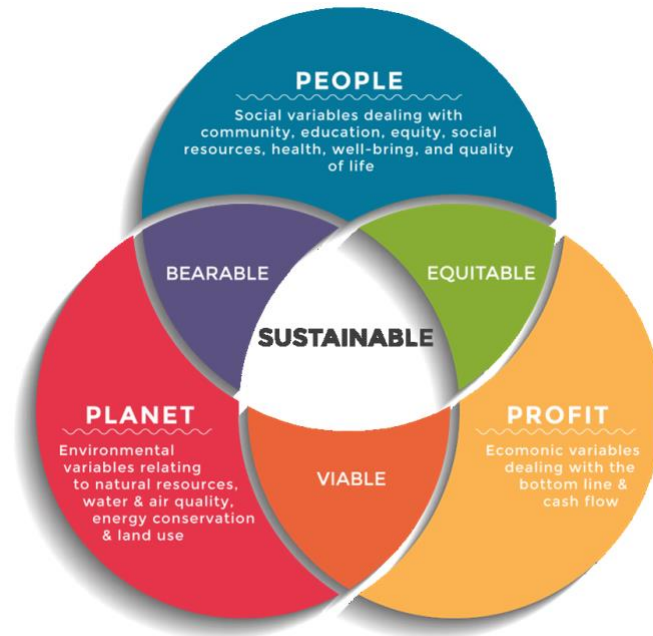 PEOPLE
Social variables dealing with
community, education, equity, social
resources, health, well-bring, and quality
of life
BEARABLE
EQUITABLE
SUSTAINABLE
PLANET
Environmental
variables relating
to natural resources,
water & air quality,
energy conservation
& land use
PROFIT
Ecomonic variables
dealing with the
bottom line &
cash flow
VIABLE